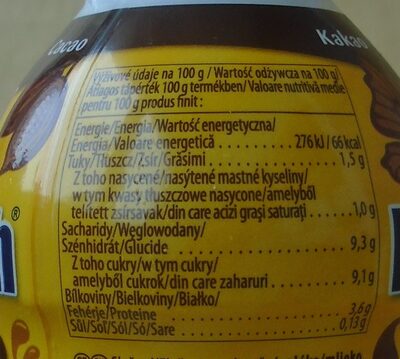 Cacao
Kakao
Výživové údaje na 100 g / Wartość odżywcza na 100 g/
Átlagos tápérték 100 g termékben/ Valoare nutritivă medie
pentru 100 g produs finit :
Energie/Energia/Wartość energetyczna/
Energia/Valoare energetică . . . . . . . . . . . . 276 kJ / 66 kcal
Tuky/Tłuszcz/Zsír/Grăsimi . . . . . . . . . . . . . . . . . . . . 1,5 g
Z toho nasycené/nasýtené mastné kyseliny/
w tym kwasy tłuszczowe nasycone/amelyből
telített zsírsavak/din care acizi grași saturați . . . . . . 1,0 g
Sacharidy/Węglowodany/
Szénhidrát/Glucide . . . . . . . . . . . . . . . . . . . . . . . . 9,3 g
Z toho cukry/w tym cukry/
amelyből cukrok/din care zaharuri . . . . . . . . . . . . 9,1 g
Bílkoviny/Bielkoviny/Białko/
Fehérje/Proteine . . . . . . . . . . . . . . . . . . . . . . . . 3,6 g
Sůl/Soľ/Sól/Só/Sare . . . . . . . . . . . . . . . . . . . . . . 0,13 g